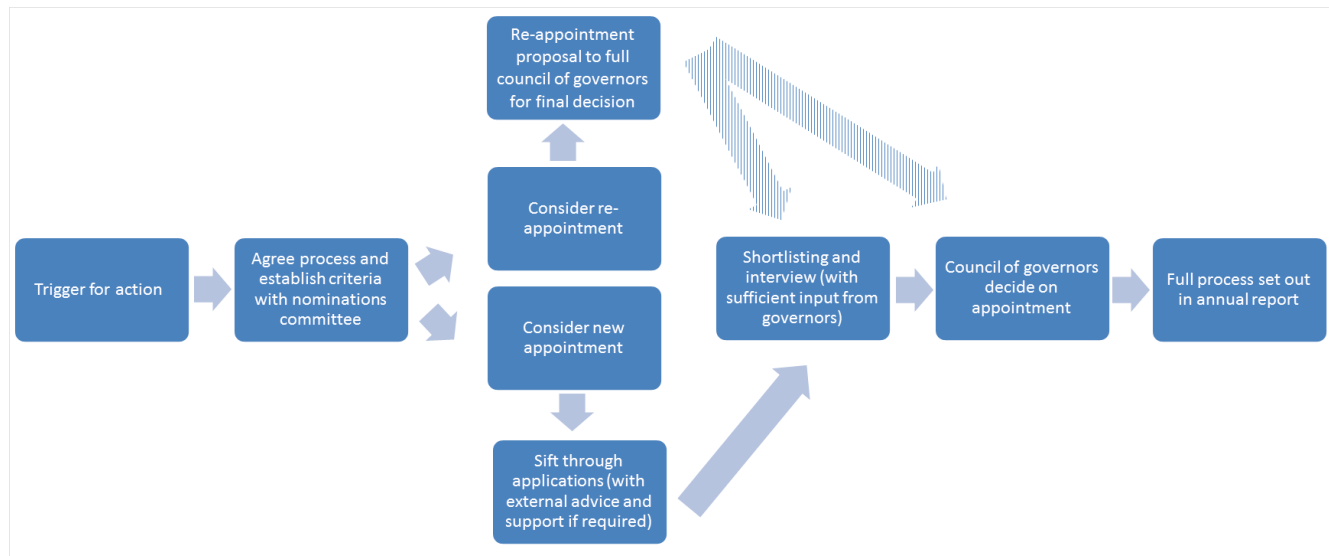 Re-appointment
proposal to full
council of governors
for final decision
Consider re-
appointment
Trigger for action
Agree process and
establish criteria
with nominations
committee
Consider new
appointment
Sift through
applications (with
external advice and
support if required)
Shortlisting and
interview (with
sufficient input from
governors)
Council of governors
decide on
appointment
Full process set out
in annual report